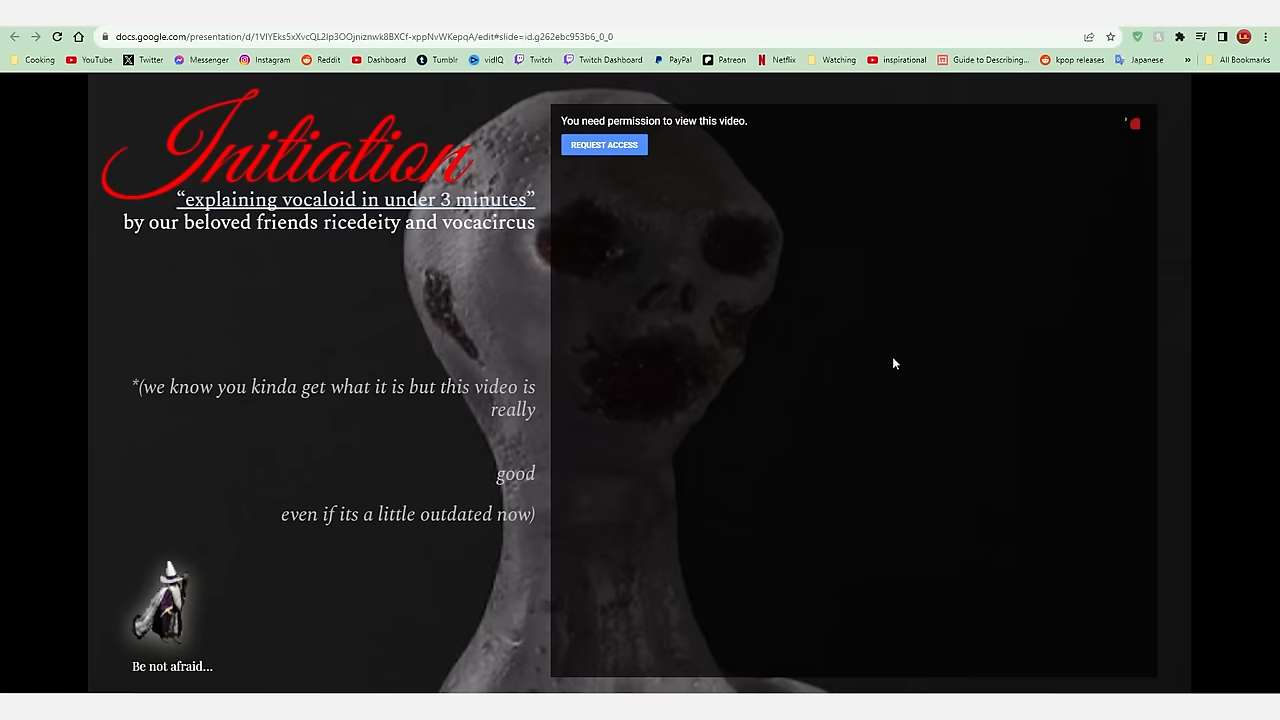 docs.google.com/presentation/d/1VIYEks5xXvcQL2Ip3OOjniznwk8BXCf-xppNvWKepqA/edit#slide=id.g262ebc953b6_0_0
Cooking YouTube Twitter Messenger Instagram Reddit Dashboard Tumblr vidIQ Twitch Twitch Dashboard PayPal Patreon Netflix Watching inspirational Guide to Describing... kpop releases Japanese » All Bookmarks
Initiation
“explaining vocaloid in under 3 minutes”
by our beloved friends ricedeity and vocacircus
*(we know you kinda get what it is but this video is
really
good
even if its a little outdated now)
Be not afraid...
You need permission to view this video.
REQUEST ACCESS